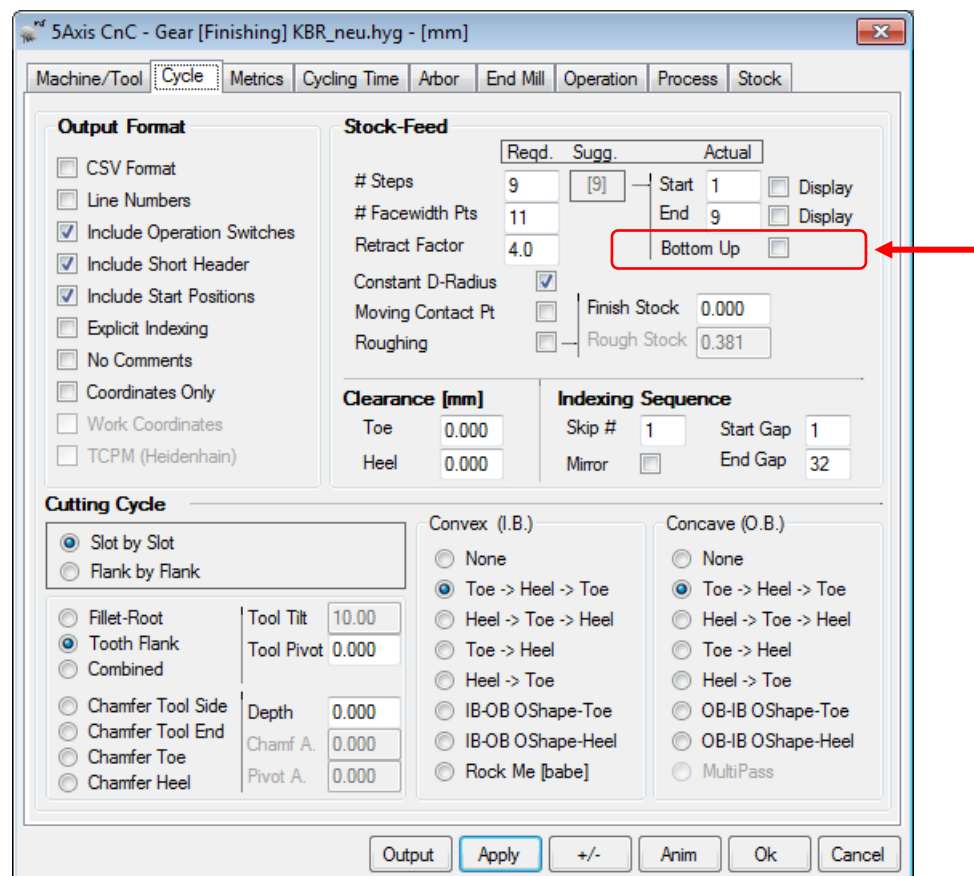 5Axis CnC - Gear [Finishing] KBR_neu.hyg - [mm]
Machine/Tool Cycle Metrics Cycling Time Arbor End Mill Operation Process Stock
Output Format
CSV Format
Line Numbers
Include Operation Switches
Include Short Header
Include Start Positions
Explicit Indexing
No Comments
Coordinates Only
Work Coordinates
TCPM (Heidenhain)
Stock-Feed
Reqd. Sugg. Actual
# Steps 9 [9] Start 1 Display
# Facewidth Pts 11 End 9 Display
Retract Factor 4.0 Bottom Up
Constant D-Radius
Moving Contact Pt Finish Stock 0.000
Roughing Rough Stock 0.381
Clearance [mm]
Toe 0.000
Heel 0.000
Indexing Sequence
Skip # 1 Start Gap 1
Mirror End Gap 32
Cutting Cycle
Slot by Slot
Flank by Flank
Fillet-Root Tool Tilt 10.00
Tooth Flank Tool Pivot 0.000
Combined
Chamfer Tool Side Depth 0.000
Chamfer Tool End Chamf A. 0.000
Chamfer Toe
Chamfer Heel Pivot A. 0.000
Convex (I.B.)
None
Toe -> Heel -> Toe
Heel -> Toe -> Heel
Toe -> Heel
Heel -> Toe
IB-OB OShape-Toe
IB-OB OShape-Heel
Rock Me [babe]
Concave (O.B.)
None
Toe -> Heel -> Toe
Heel -> Toe -> Heel
Toe -> Heel
Heel -> Toe
OB-IB OShape-Toe
OB-IB OShape-Heel
MultiPass
Output Apply +/- Anim Ok Cancel